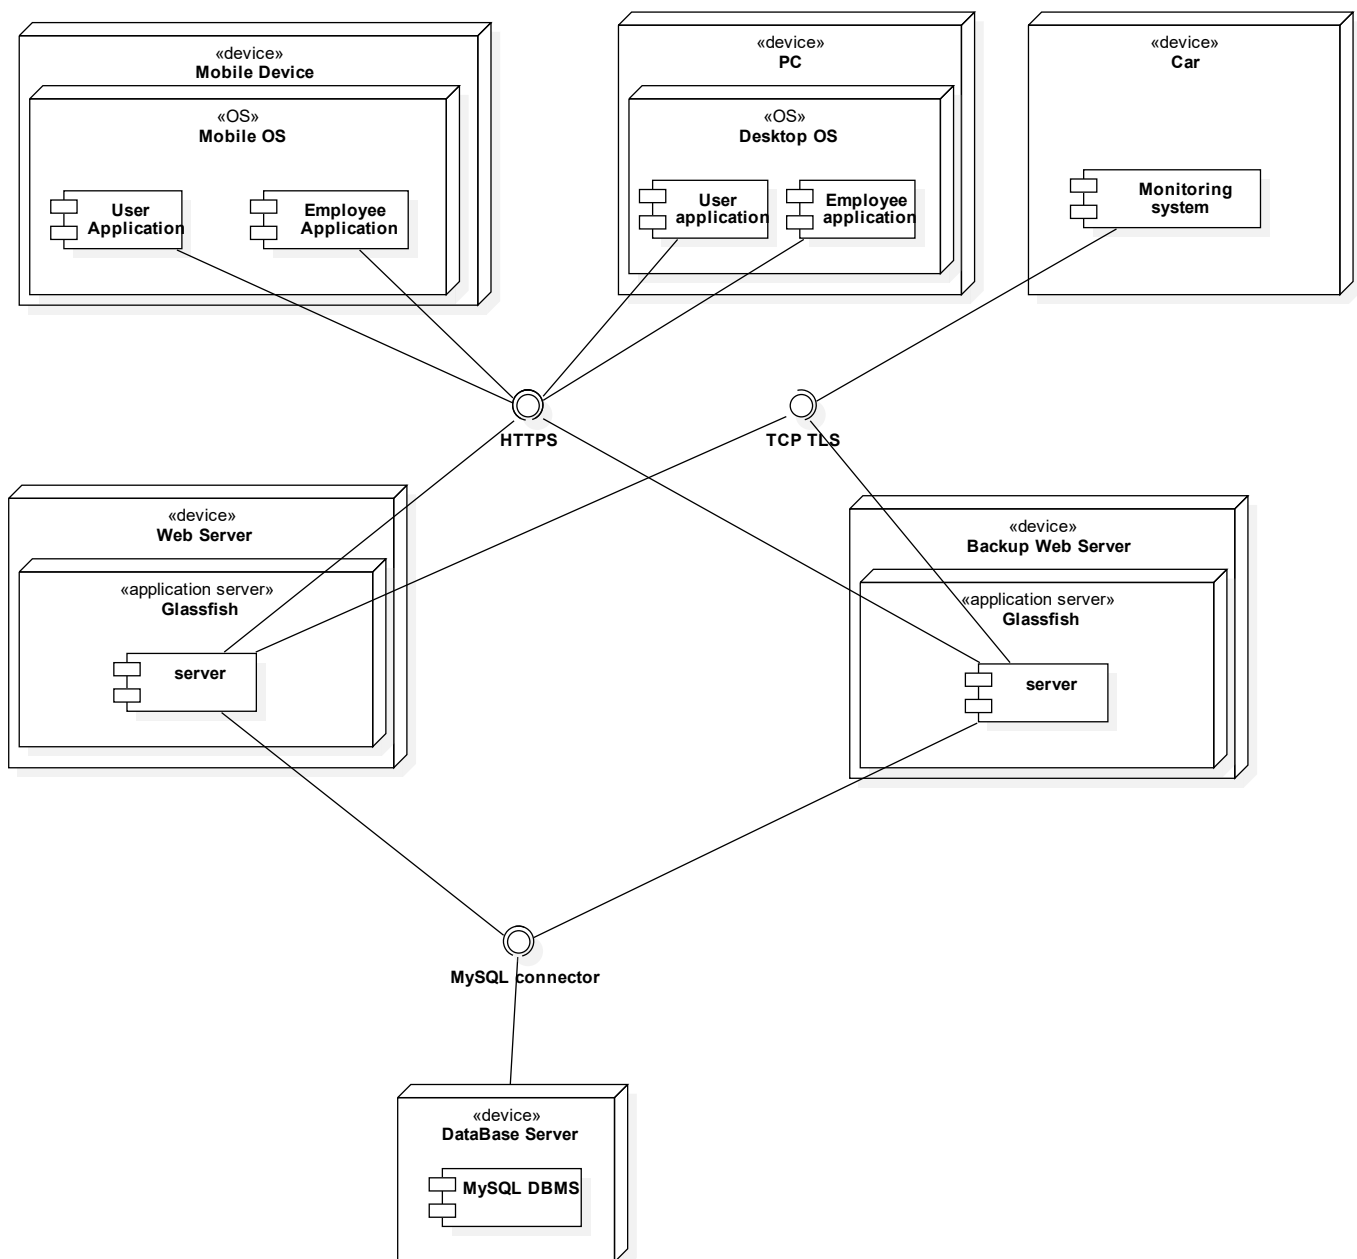 «device»
Mobile Device
«OS»
Mobile OS
User
Application
Employee
Application
«device»
PC
«OS»
Desktop OS
User
application
Employee
application
«device»
Car
Monitoring
system
HTTPS
TCP TLS
«device»
Web Server
«application server»
Glassfish
server
«device»
Backup Web Server
«application server»
Glassfish
server
MySQL connector
«device»
DataBase Server
MySQL DBMS